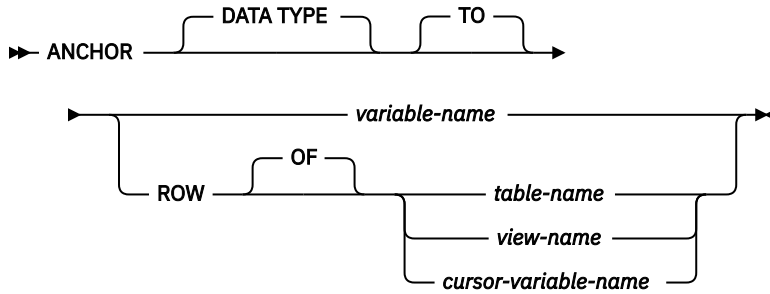 DATA TYPE TO
ANCHOR
variable-name
OF
ROW table-name
view-name
cursor-variable-name